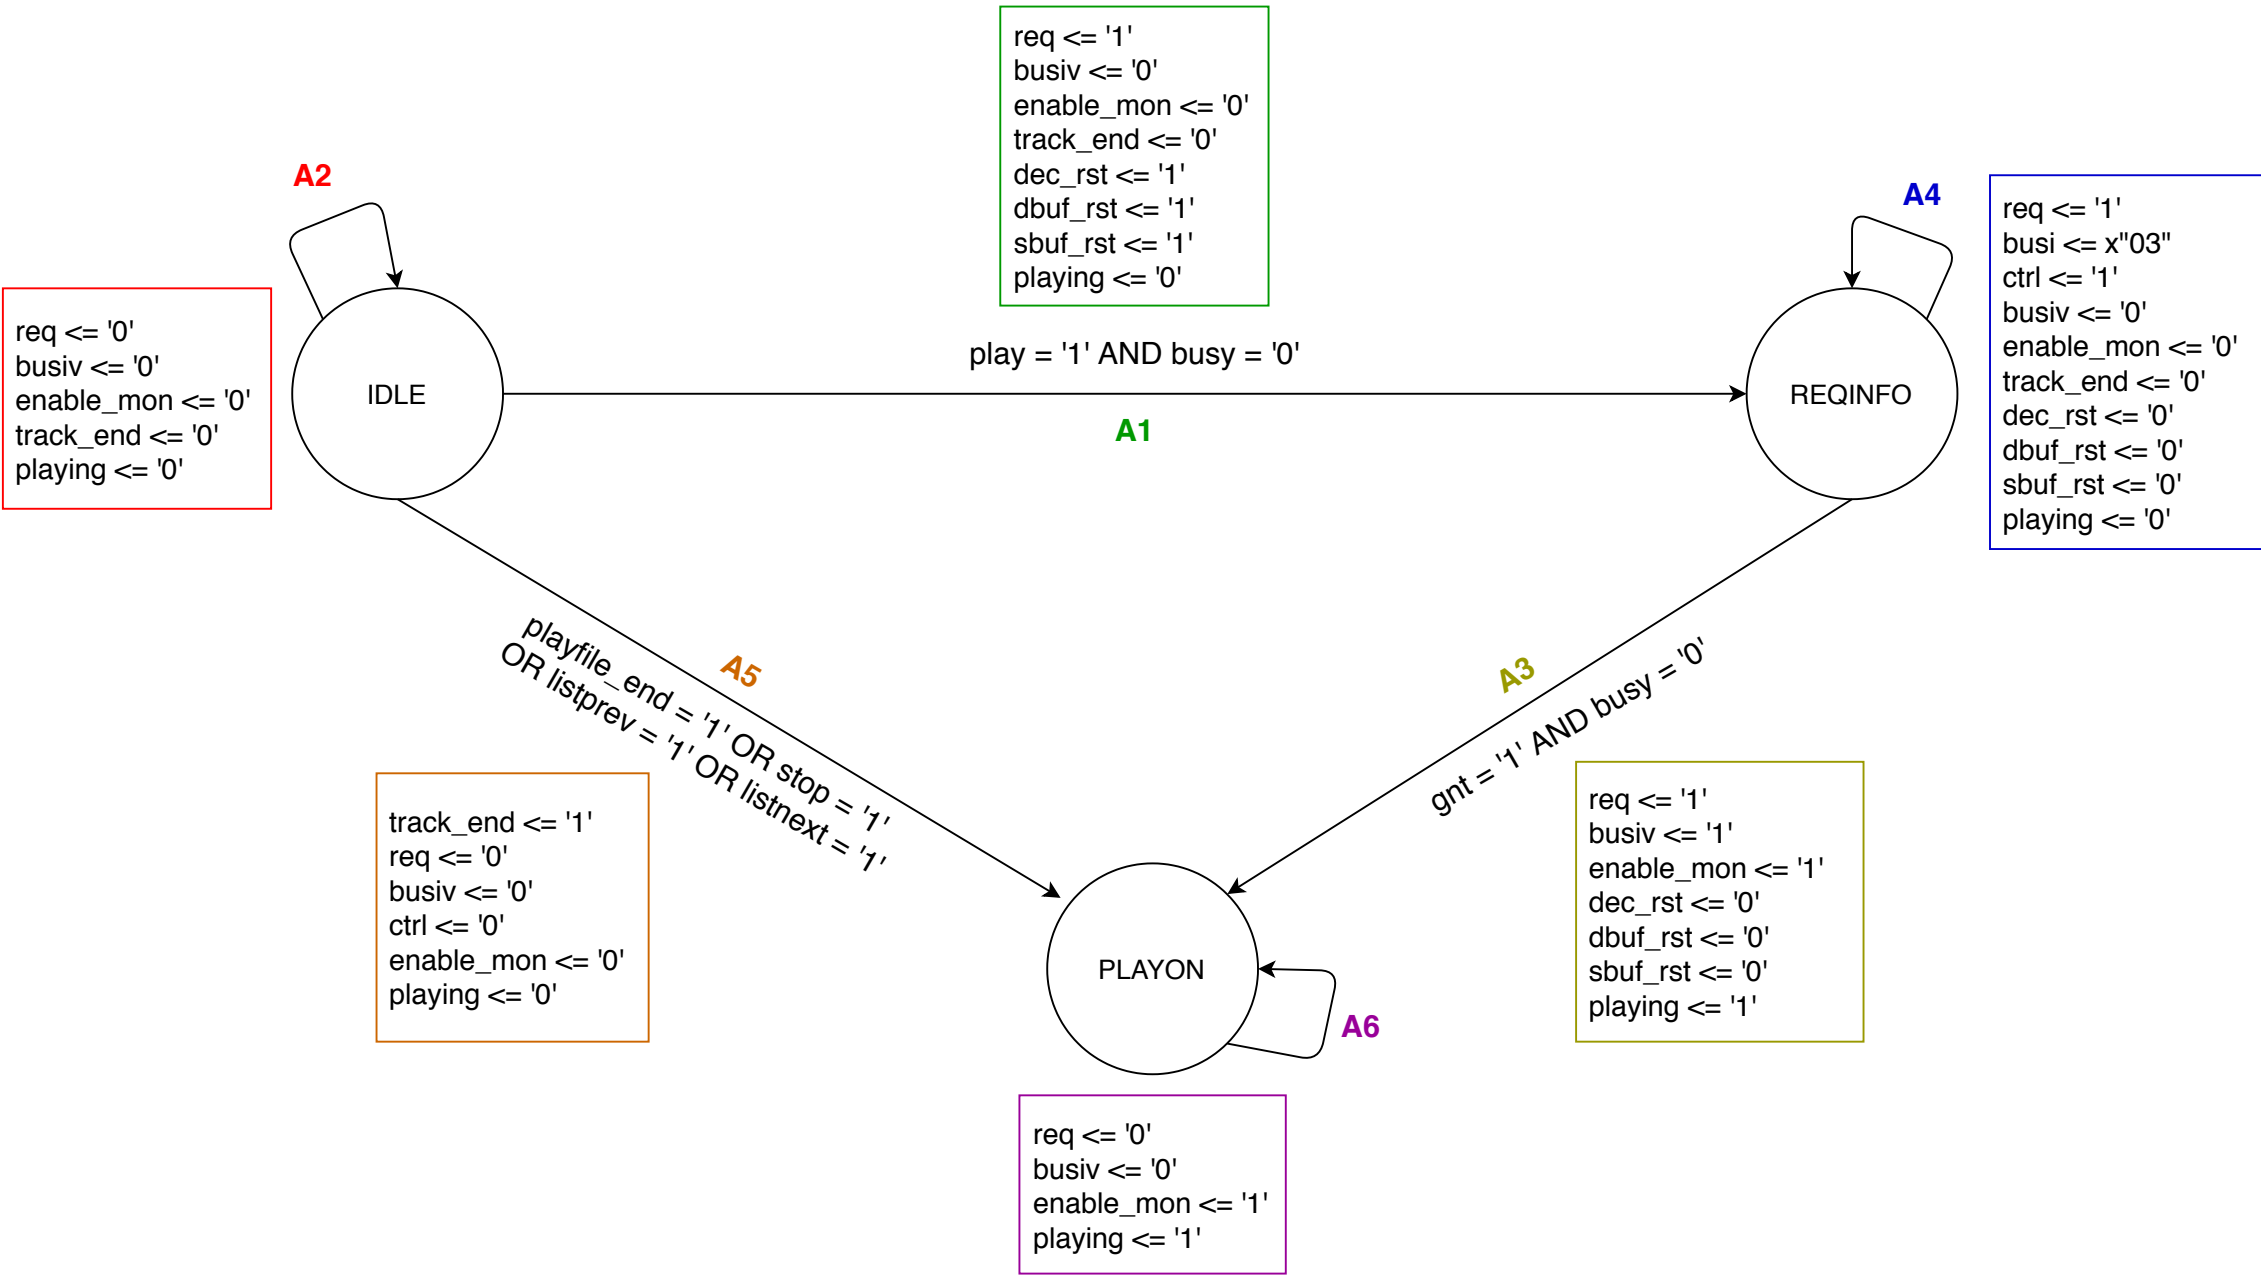 req <= '1'
busiv <= '0'
enable_mon <= '0'
track_end <= '0'
dec_rst <= '1'
dbuf_rst <= '1'
sbuf_rst <= '1'
playing <= '0'
A2
A4
req <= '1'
busi <= x"03"
ctrl <= '1'
busiv <= '0'
enable_mon <= '0'
track_end <= '0'
dec_rst <= '0'
dbuf_rst <= '0'
sbuf_rst <= '0'
playing <= '0'
req <= '0'
busiv <= '0'
enable_mon <= '0'
track_end <= '0'
playing <= '0'
IDLE
play = '1' AND busy = '0'
A1
REQINFO
A5
playfile_end = '1' OR stop = '1'
OR listprev = '1' OR listnext = '1'
A3
gnt = '1' AND busy = '0'
track_end <= '1'
req <= '0'
busiv <= '0'
ctrl <= '0'
enable_mon <= '0'
playing <= '0'
req <= '1'
busiv <= '1'
enable_mon <= '1'
dec_rst <= '0'
dbuf_rst <= '0'
sbuf_rst <= '0'
playing <= '1'
PLAYON
A6
req <= '0'
busiv <= '0'
enable_mon <= '1'
playing <= '1'